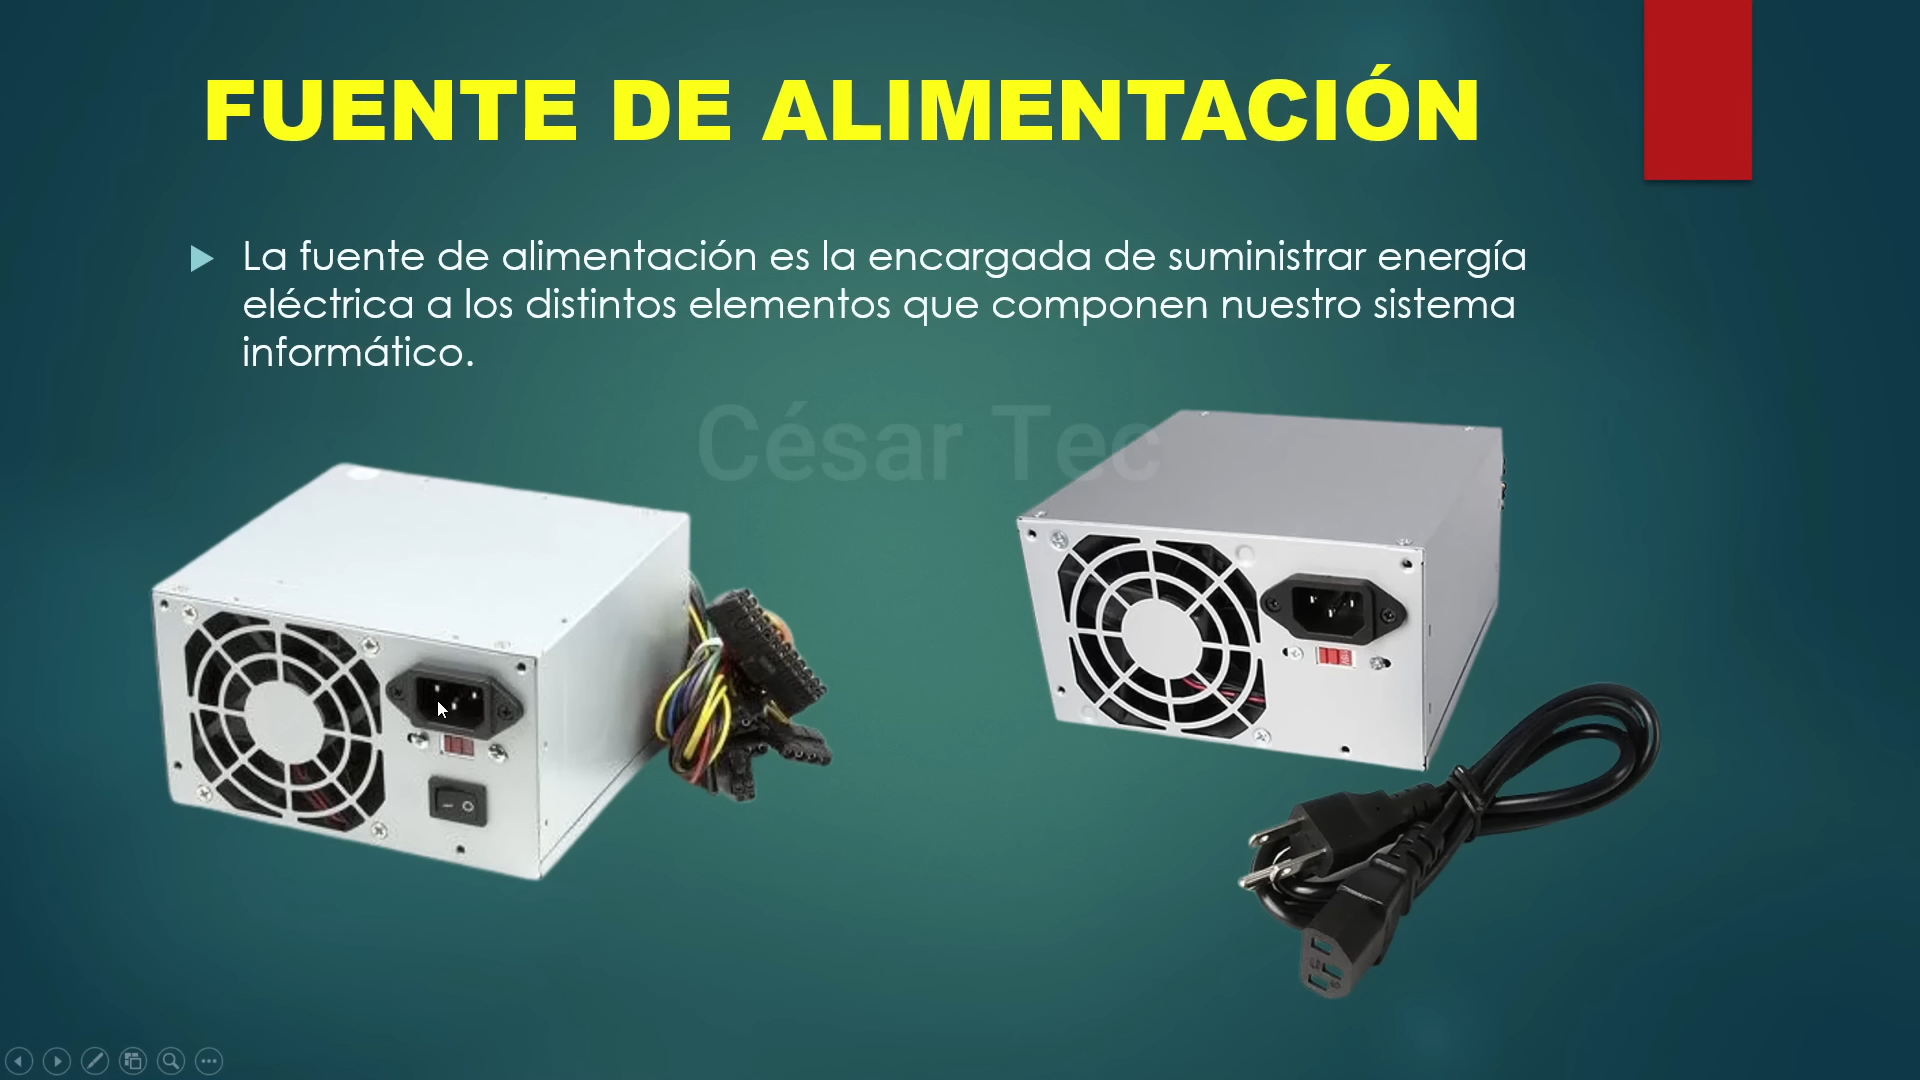 FUENTE DE ALIMENTACIÓN
La fuente de alimentación es la encargada de suministrar energía
eléctrica a los distintos elementos que componen nuestro sistema
informático.
César Tec